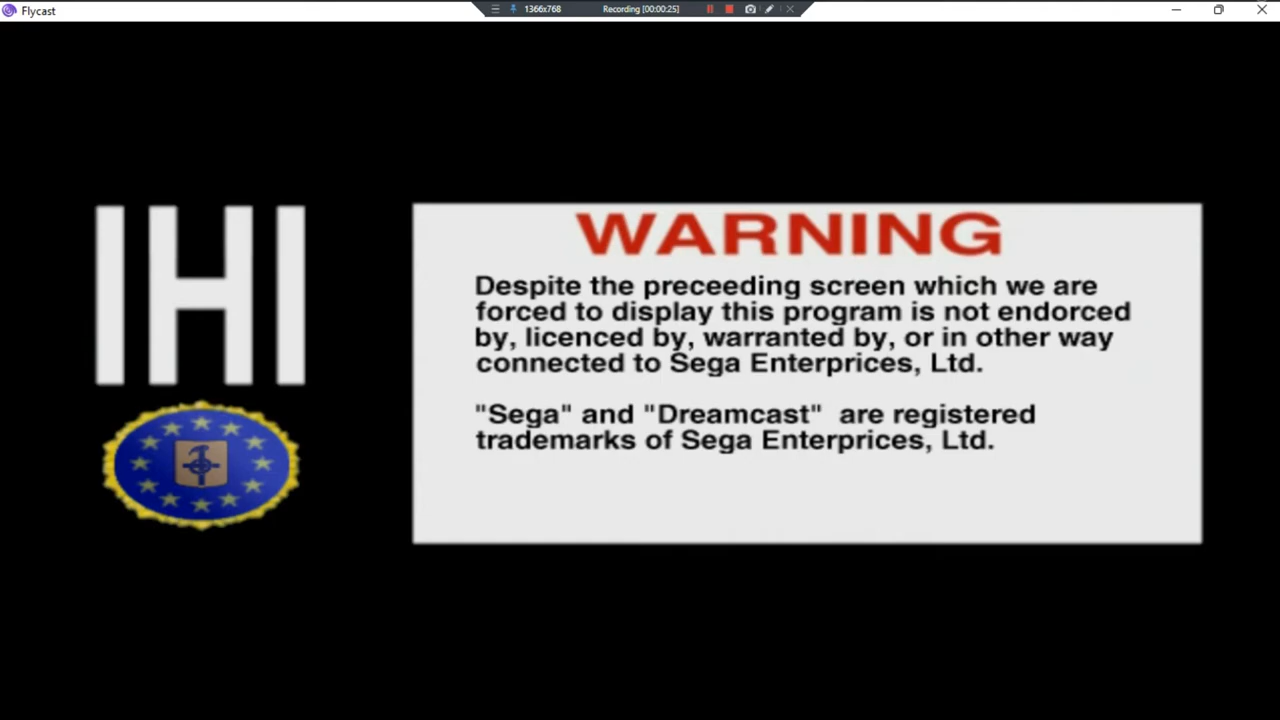 Flycast
1366x768
Recording [00:00:25]
IHI
WARNING
Despite the preceeding screen which we are
forced to display this program is not endorced
by, licenced by, warranted by, or in other way
connected to Sega Enterprices, Ltd.
"Sega" and "Dreamcast" are registered
trademarks of Sega Enterprices, Ltd.